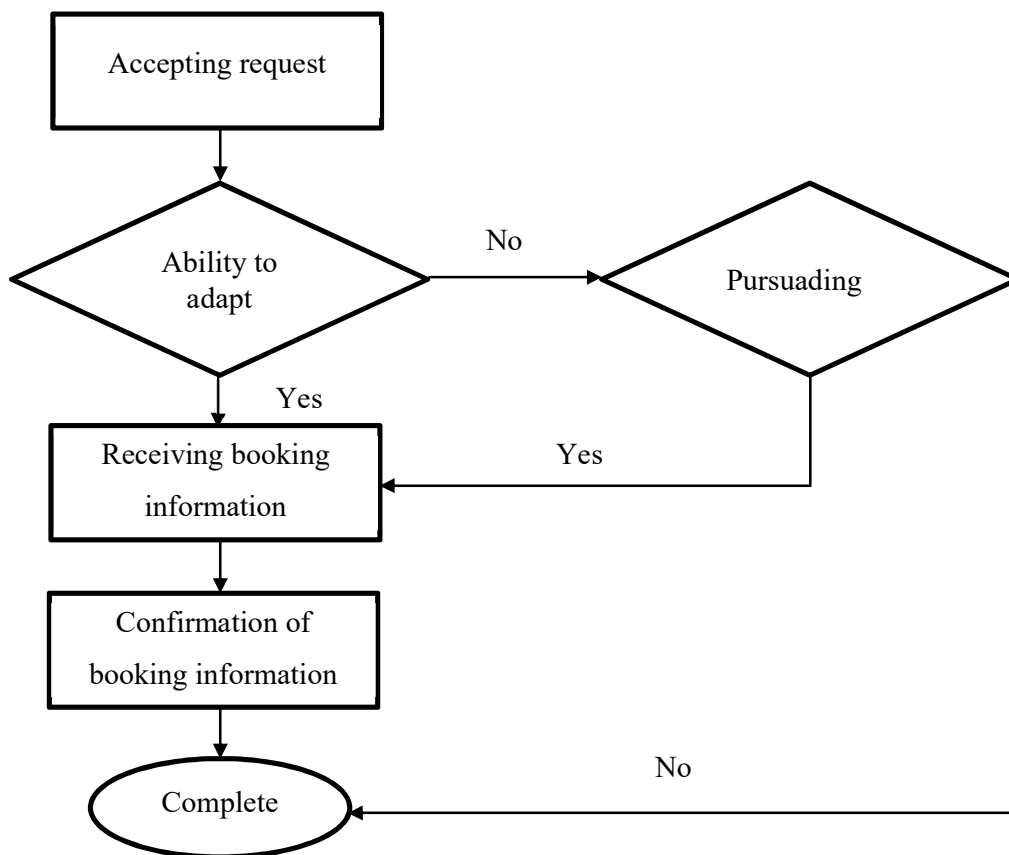 Accepting request
No
Ability to
adapt
Pursuading
Yes
Receiving booking
information
Yes
Confirmation of
booking information
No
Complete